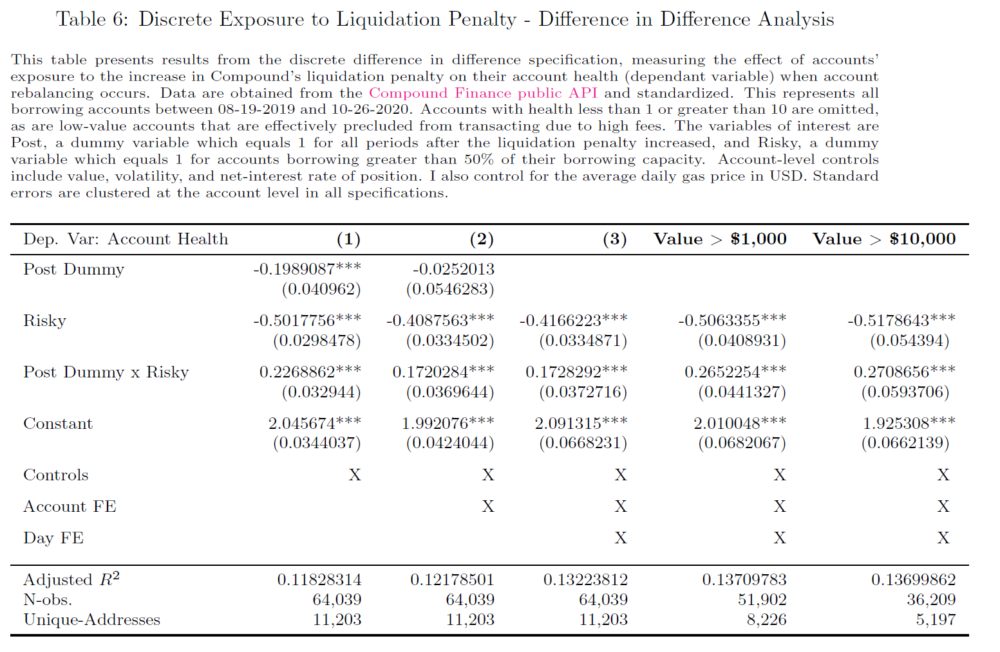 Table 6: Discrete Exposure to Liquidation Penalty - Difference in Difference Analysis
This table presents results from the discrete difference in difference specification, measuring the effect of accounts'
exposure to the increase in Compound's liquidation penalty on their account health (dependant variable) when account
rebalancing occurs. Data are obtained from the Compound Finance public API and standardized. This represents all
borrowing accounts between 08-19-2019 and 10-26-2020. Accounts with health less than 1 or greater than 10 are omitted,
as are low-value accounts that are effectively precluded from transacting due to high fees. The variables of interest are
Post, a dummy variable which equals 1 for all periods after the liquidation penalty increased, and Risky, a dummy
variable which equals 1 for accounts borrowing greater than 50% of their borrowing capacity. Account-level controls
include value, volatility, and net-interest rate of position. I also control for the average daily gas price in USD. Standard
errors are clustered at the account level in all specifications.
Dep. Var: Account Health (1) (2) (3) Value > $1,000 Value > $10,000
Post Dummy -0.1989087*** -0.0252013
(0.040962) (0.0546283)
Risky -0.5017756*** -0.4087563*** -0.4166223*** -0.5063355*** -0.5178643***
(0.0298478) (0.0334502) (0.0334871) (0.0408931) (0.054394)
Post Dummy x Risky 0.2268862*** 0.1720284*** 0.1728292*** 0.2652254*** 0.2708656***
(0.032944) (0.0369644) (0.0372716) (0.0441327) (0.0593706)
Constant 2.045674*** 1.992076*** 2.091315*** 2.010048*** 1.925308***
(0.0344037) (0.0424044) (0.0668231) (0.0682067) (0.0662139)
Controls X X X X X
Account FE X X X X
Day FE X X X
Adjusted R² 0.11828314 0.12178501 0.13223812 0.13709783 0.13699862
N-obs. 64,039 64,039 64,039 51,902 36,209
Unique-Addresses 11,203 11,203 11,203 8,226 5,197